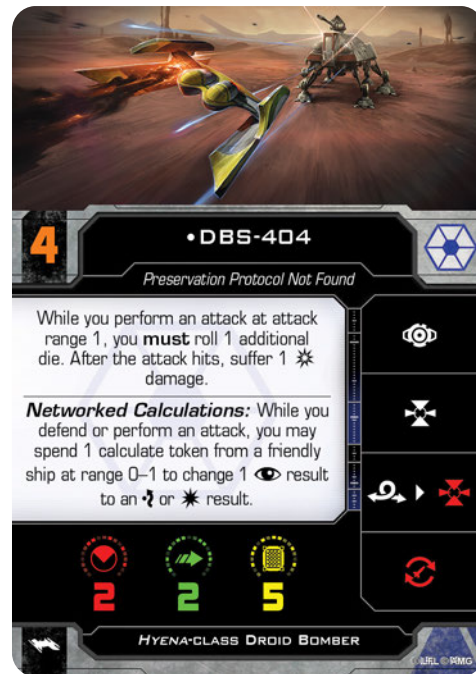 4
•DBS-404
Preservation Protocol Not Found
While you perform an attack at attack
range 1, you must roll 1 additional
die. After the attack hits, suffer 1
damage.
Networked Calculations: While you
defend or perform an attack, you may
spend 1 calculate token from a friendly
ship at range 0–1 to change 1 result
to an or result.
2 2 5
Hyena-class Droid Bomber
©LFL ©AMG